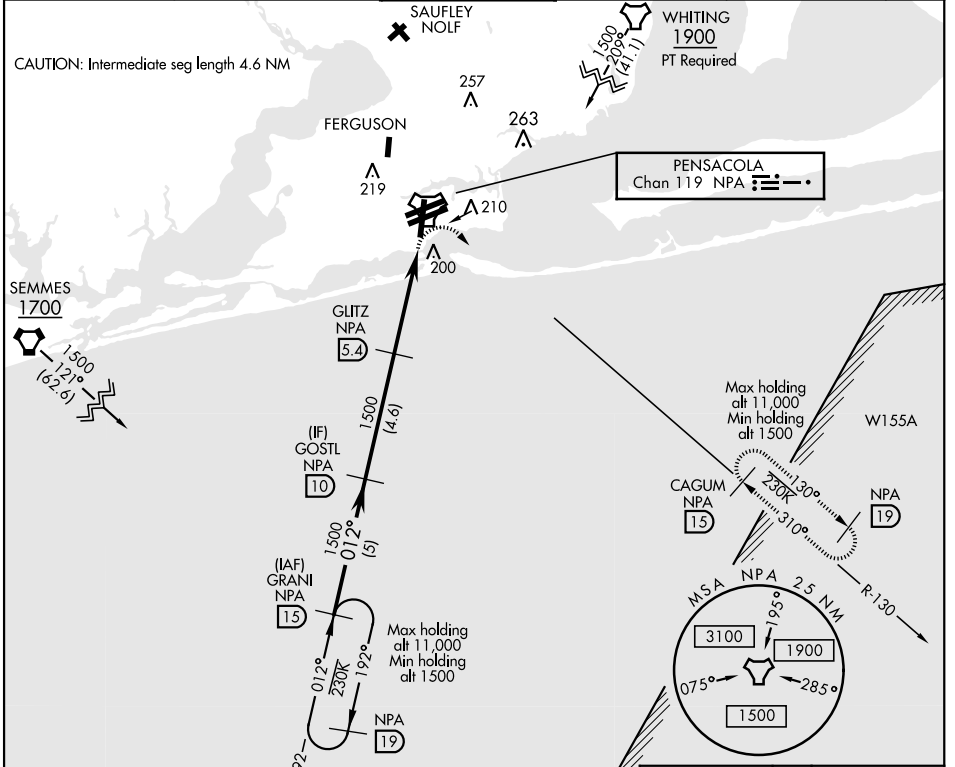 SAUFLEY
NOLF
WHITING
1900
PT Required
1500
209°
(41.1)
CAUTION: Intermediate seg length 4.6 NM
257
263
FERGUSON
219
PENSACOLA
Chan 119 NPA
210
200
SEMMES
1700
1500
121°
(62.6)
GLITZ
NPA
5.4
1500
(4.6)
(IF)
GOSTL
NPA
10
1500
012°
(5)
(IAF)
GRANI
NPA
15
Max holding
alt 11,000
Min holding
alt 1500
012°
230K
192°
NPA
19
Max holding
alt 11,000
Min holding
alt 1500
W155A
CAGUM
NPA
15
130°
230K
310°
NPA
19
R-130
MSA NPA 25 NM
195°
3100
1900
075°
285°
1500